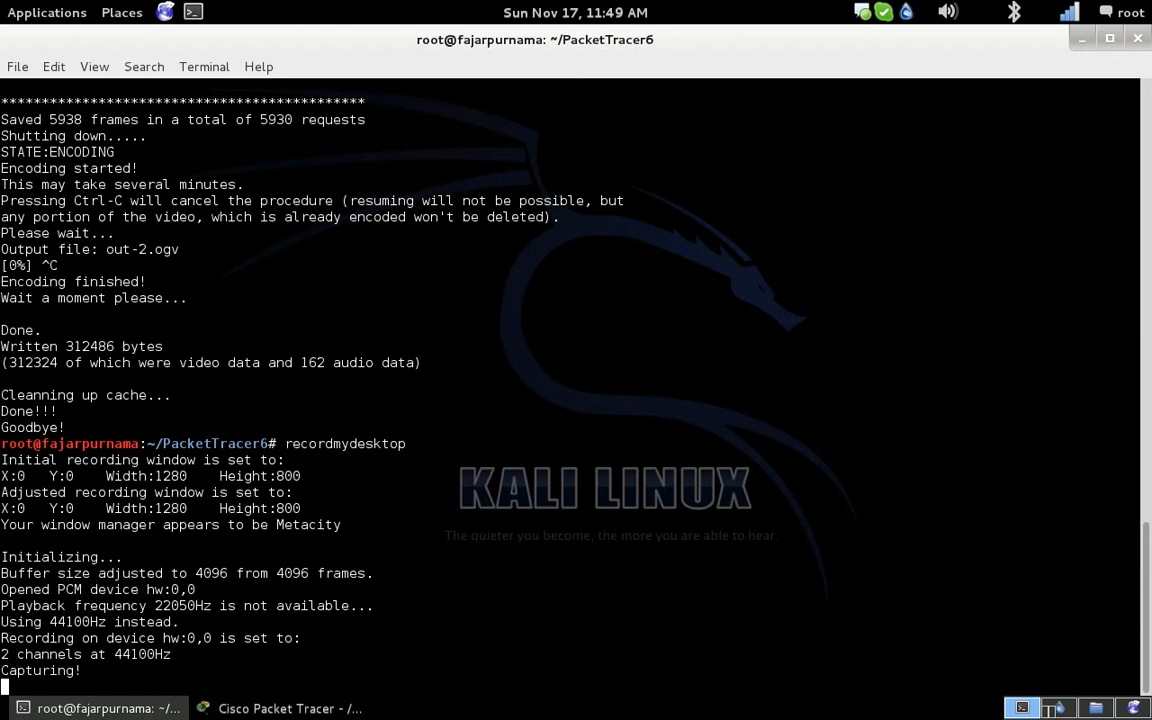 Applications Places Sun Nov 17, 11:49 AM root
root@fajarpurnama: ~/PacketTracer6
File Edit View Search Terminal Help
*********************************************
Saved 5938 frames in a total of 5930 requests
Shutting down.....
STATE:ENCODING
Encoding started!
This may take several minutes.
Pressing Ctrl-C will cancel the procedure (resuming will not be possible, but
any portion of the video, which is already encoded won't be deleted).
Please wait...
Output file: out-2.ogv
[0%] ^C
Encoding finished!
Wait a moment please...
Done.
Written 312486 bytes
(312324 of which were video data and 162 audio data)
Cleanning up cache...
Done!!!
Goodbye!
root@fajarpurnama:~/PacketTracer6# recordmydesktop
Initial recording window is set to:
X:0 Y:0 Width:1280 Height:800
Adjusted recording window is set to:
X:0 Y:0 Width:1280 Height:800
Your window manager appears to be Metacity
Initializing...
Buffer size adjusted to 4096 from 4096 frames.
Opened PCM device hw:0,0
Playback frequency 22050Hz is not available...
Using 44100Hz instead.
Recording on device hw:0,0 is set to:
2 channels at 44100Hz
Capturing!
KALI LINUX
The quieter you become, the more you are able to hear.
root@fajarpurnama: ~/... Cisco Packet Tracer - /...